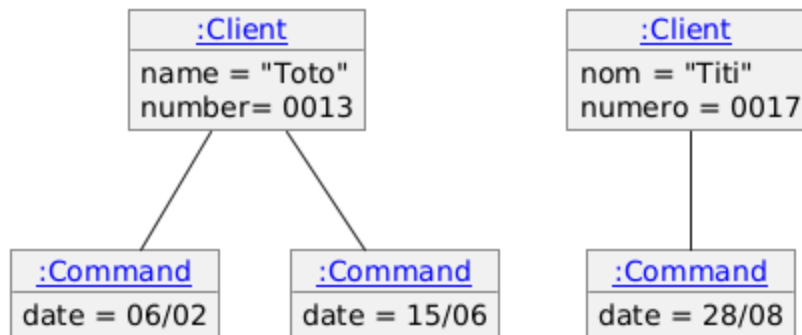 :Client
name = "Toto"
number= 0013
:Client
nom = "Titi"
numero = 0017
:Command
date = 06/02
:Command
date = 15/06
:Command
date = 28/08